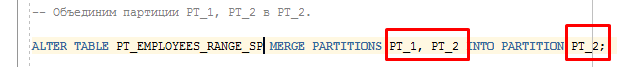 -- Объединим партиции PT_1, PT_2 в PT_2.
ALTER TABLE PT_EMPLOYEES_RANGE_SP MERGE PARTITIONS PT_1, PT_2 INTO PARTITION PT_2;